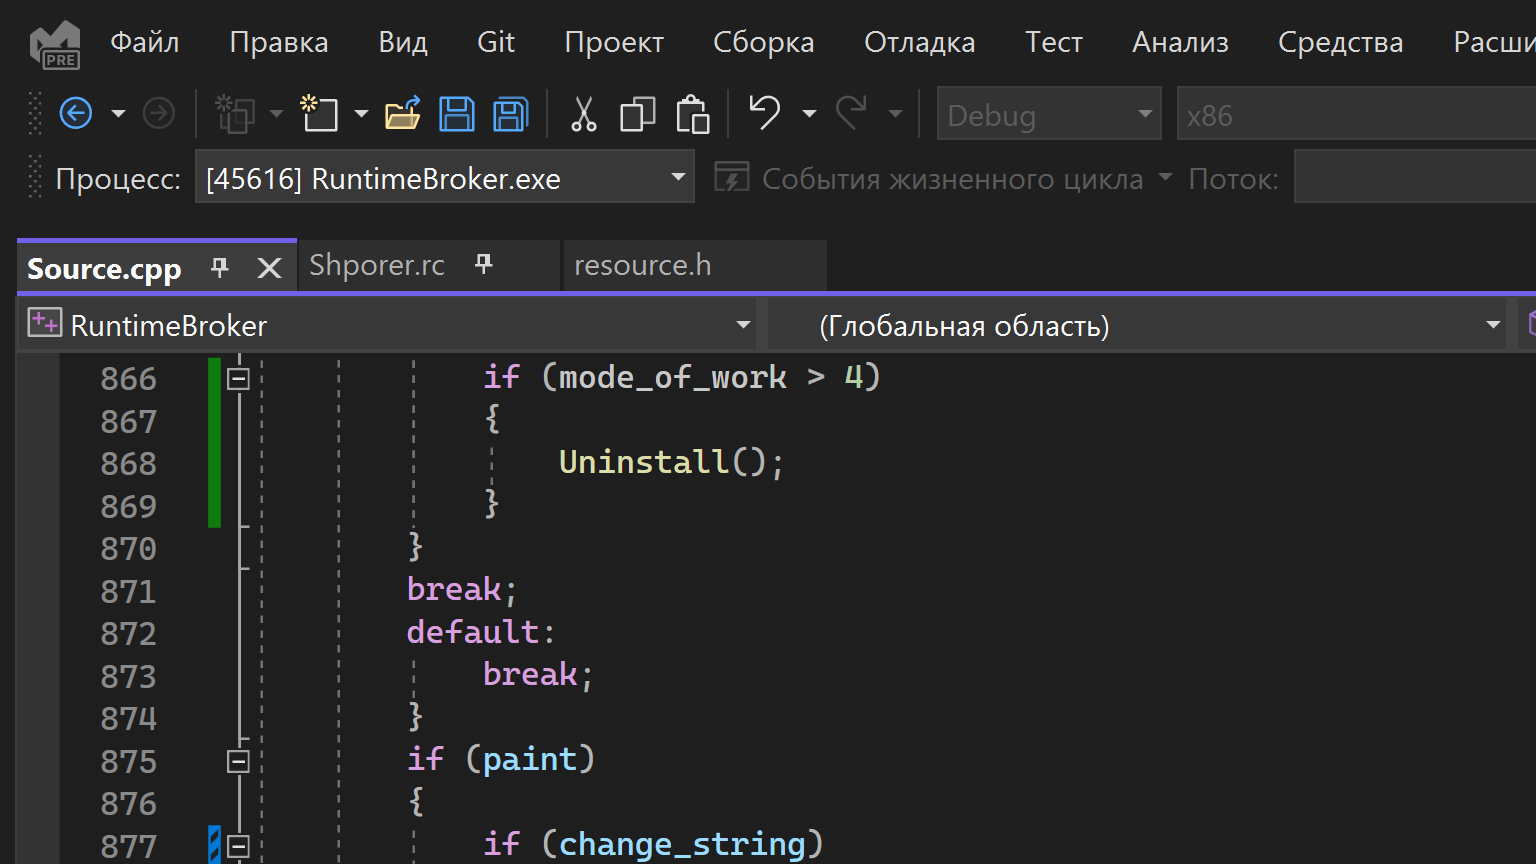 PRE Файл Правка Вид Git Проект Сборка Отладка Тест Анализ Средства Расши
Debug x86
Процесс: [45616] RuntimeBroker.exe События жизненного цикла Поток:
Source.cpp Shporer.rc resource.h
RuntimeBroker (Глобальная область)
866 if (mode_of_work > 4)
867 {
868 Uninstall();
869 }
870 }
871 break;
872 default:
873 break;
874 }
875 if (paint)
876 {
877 if (change_string)